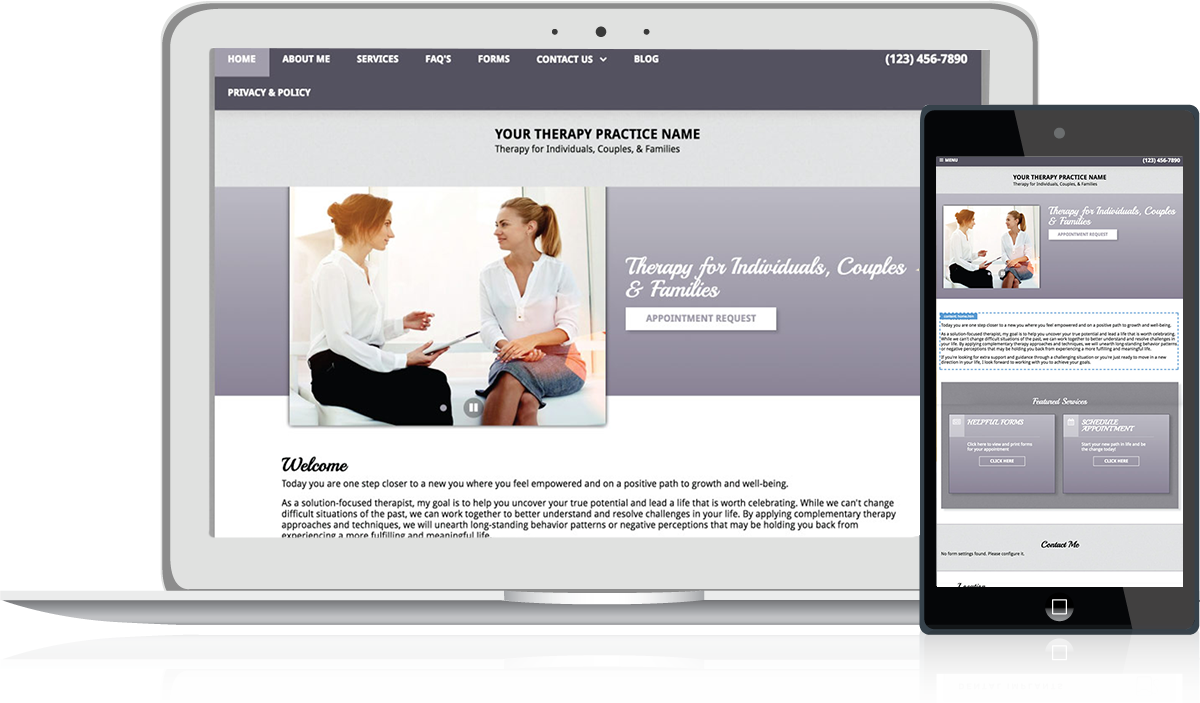 HOME ABOUT ME SERVICES FAQ'S FORMS CONTACT US BLOG (123) 456-7890
PRIVACY & POLICY
YOUR THERAPY PRACTICE NAME
Therapy for Individuals, Couples, & Families
Therapy for Individuals, Couples
& Families
APPOINTMENT REQUEST
Welcome
Today you are one step closer to a new you where you feel empowered and on a positive path to growth and well-being.
As a solution-focused therapist, my goal is to help you uncover your true potential and lead a life that is worth celebrating. While we can't change
difficult situations of the past, we can work together to better understand and resolve challenges in your life. By applying complementary therapy
approaches and techniques, we will unearth long-standing behavior patterns or negative perceptions that may be holding you back from
experiencing a more fulfilling and meaningful life.
MENU (123) 456-7890
YOUR THERAPY PRACTICE NAME
Therapy for Individuals, Couples, & Families
Therapy for Individuals, Couples
& Families
APPOINTMENT REQUEST
Today you are one step closer to a new you where you feel empowered and on a positive path to growth and well-being.
As a solution-focused therapist, my goal is to help you uncover your true potential and lead a life that is worth celebrating.
While we can't change difficult situations of the past, we can work together to better understand and resolve challenges in
your life. By applying complementary therapy approaches and techniques, we will unearth long-standing behavior patterns
or negative perceptions that may be holding you back from experiencing a more fulfilling and meaningful life.
If you're looking for extra support and guidance through a challenging situation or you're just ready to move in a new
direction in your life, I look forward to working with you to achieve your goals.
Featured Services
HELPFUL FORMS
Click here to view and print forms
for your appointment
CLICK HERE
SCHEDULE
APPOINTMENT
Start your new path in life and be
the change today!
CLICK HERE
Contact Me
No form settings found. Please configure it.
Location